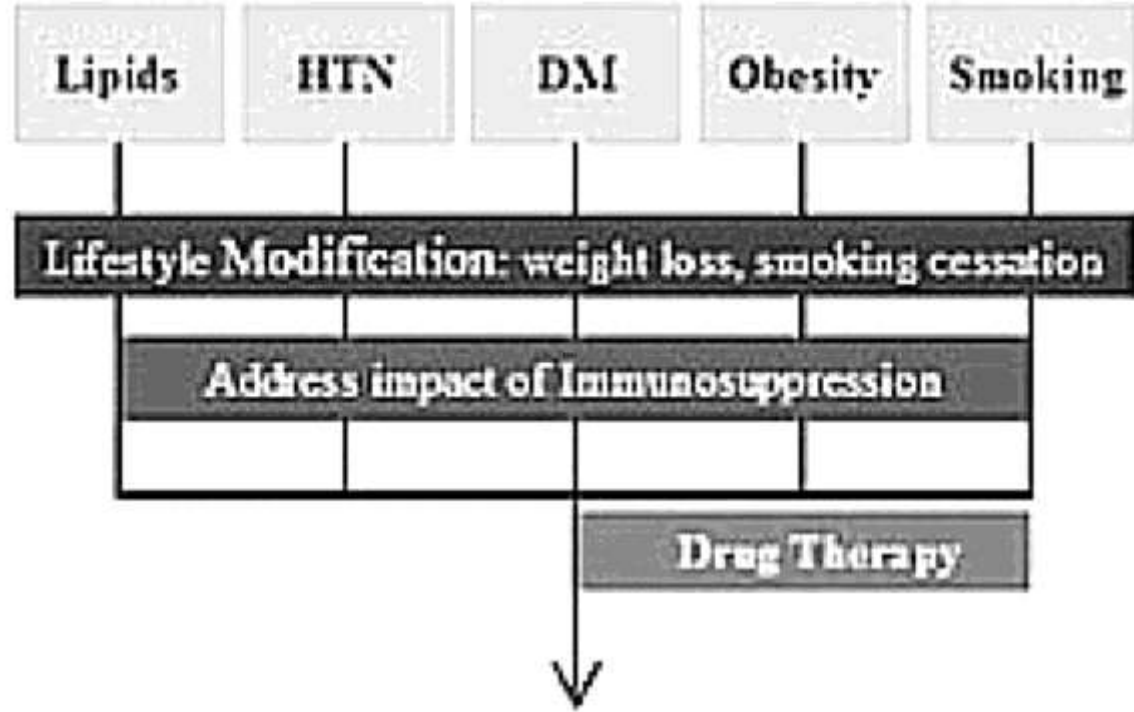 Lipids
HTN
DM
Obesity
Smoking
Lifestyle Modification: weight loss, smoking cessation
Address impact of Immunosuppression
Drug Therapy